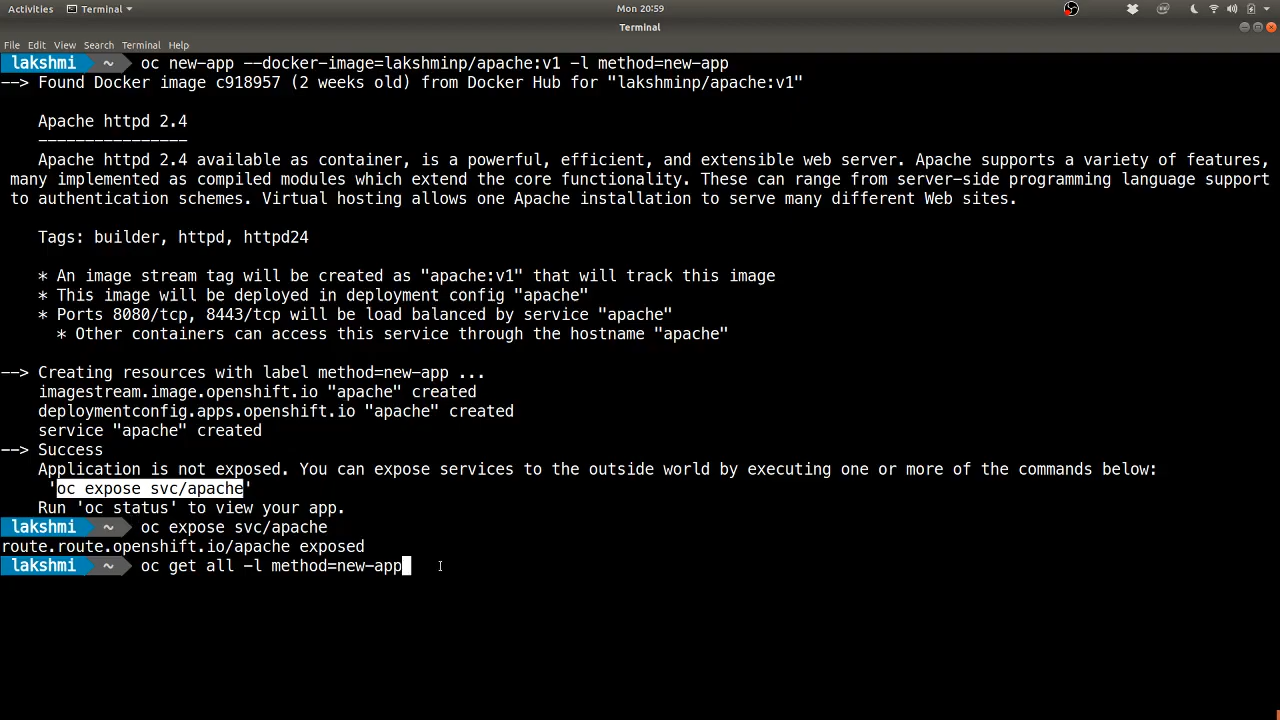 Activities Terminal Mon 20:59
Terminal
File Edit View Search Terminal Help
lakshmi ~ oc new-app --docker-image=lakshminp/apache:v1 -l method=new-app
--> Found Docker image c918957 (2 weeks old) from Docker Hub for "lakshminp/apache:v1"
Apache httpd 2.4
----------------
Apache httpd 2.4 available as container, is a powerful, efficient, and extensible web server. Apache supports a variety of features,
many implemented as compiled modules which extend the core functionality. These can range from server-side programming language support
to authentication schemes. Virtual hosting allows one Apache installation to serve many different Web sites.
Tags: builder, httpd, httpd24
* An image stream tag will be created as "apache:v1" that will track this image
* This image will be deployed in deployment config "apache"
* Ports 8080/tcp, 8443/tcp will be load balanced by service "apache"
* Other containers can access this service through the hostname "apache"
--> Creating resources with label method=new-app ...
imagestream.image.openshift.io "apache" created
deploymentconfig.apps.openshift.io "apache" created
service "apache" created
--> Success
Application is not exposed. You can expose services to the outside world by executing one or more of the commands below:
'oc expose svc/apache'
Run 'oc status' to view your app.
lakshmi ~ oc expose svc/apache
route.route.openshift.io/apache exposed
lakshmi ~ oc get all -l method=new-app